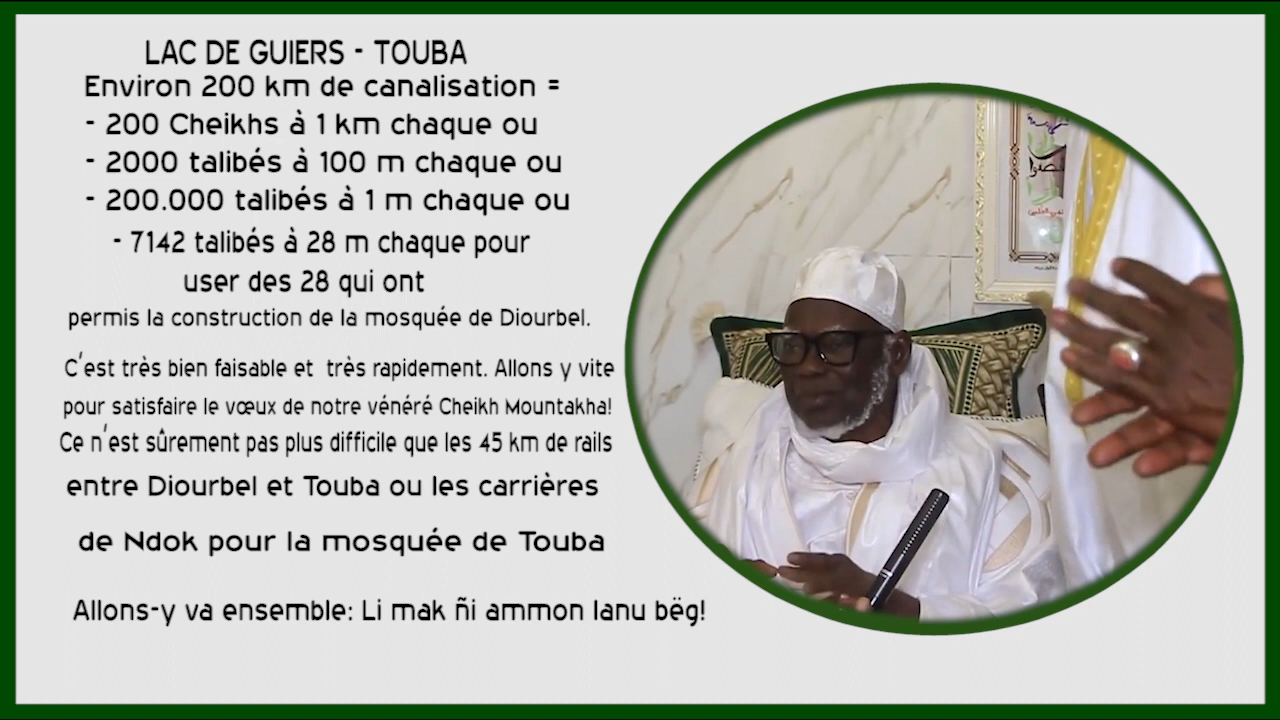 LAC DE GUIERS - TOUBA
Environ 200 km de canalisation =
- 200 Cheikhs à 1 km chaque ou
- 2000 talibés à 100 m chaque ou
- 200.000 talibés à 1 m chaque ou
- 7142 talibés à 28 m chaque pour
user des 28 qui ont
permis la construction de la mosquée de Diourbel.
C'est très bien faisable et très rapidement. Allons y vite
pour satisfaire le vœux de notre vénéré Cheikh Mountakha!
Ce n'est sûrement pas plus difficile que les 45 km de rails
entre Diourbel et Touba ou les carrières
de Ndok pour la mosquée de Touba
Allons-y va ensemble: Li mak ñi ammon lanu bëg!